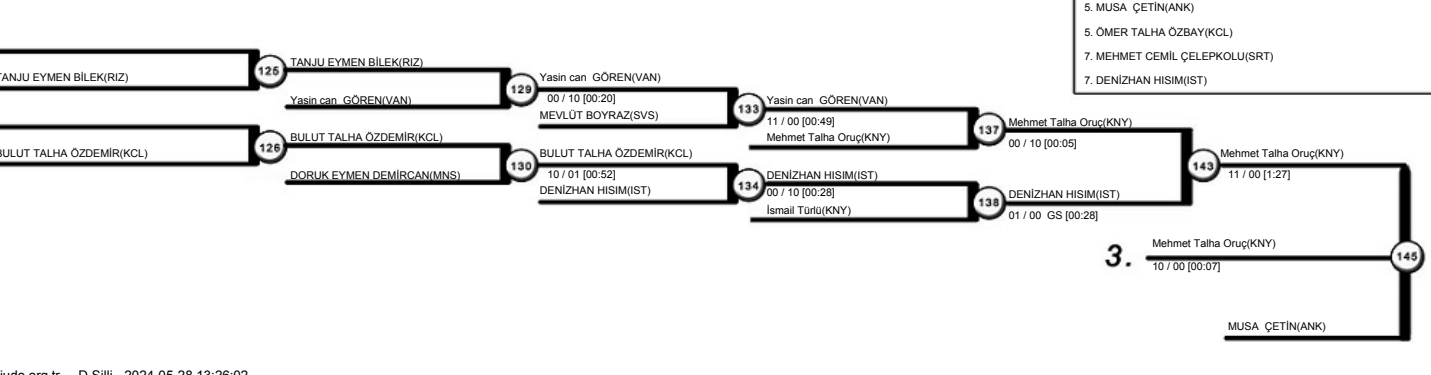 5. MUSA ÇETİN(ANK)
5. ÖMER TALHA ÖZBAY(KCL)
7. MEHMET CEMİL ÇELEPKOLU(SRT)
7. DENİZHAN HISIM(IST)
TANJU EYMEN BİLEK(RIZ)
125
TANJU EYMEN BİLEK(RIZ)
Yasin can GÖREN(VAN)
129
Yasin can GÖREN(VAN)
00 / 10 [00:20]
MEVLÜT BOYRAZ(SVS)
133
Yasin can GÖREN(VAN)
11 / 00 [00:49]
Mehmet Talha Oruç(KNY)
137
Mehmet Talha Oruç(KNY)
00 / 10 [00:05]
BULUT TALHA ÖZDEMİR(KCL)
126
BULUT TALHA ÖZDEMİR(KCL)
DORUK EYMEN DEMİRCAN(MNS)
130
BULUT TALHA ÖZDEMİR(KCL)
10 / 01 [00:52]
DENİZHAN HISIM(IST)
134
DENİZHAN HISIM(IST)
00 / 10 [00:28]
İsmail Türlü(KNY)
138
DENİZHAN HISIM(IST)
01 / 00 GS [00:28]
143
Mehmet Talha Oruç(KNY)
11 / 00 [1:27]
3.
Mehmet Talha Oruç(KNY)
10 / 00 [00:07]
145
MUSA ÇETİN(ANK)